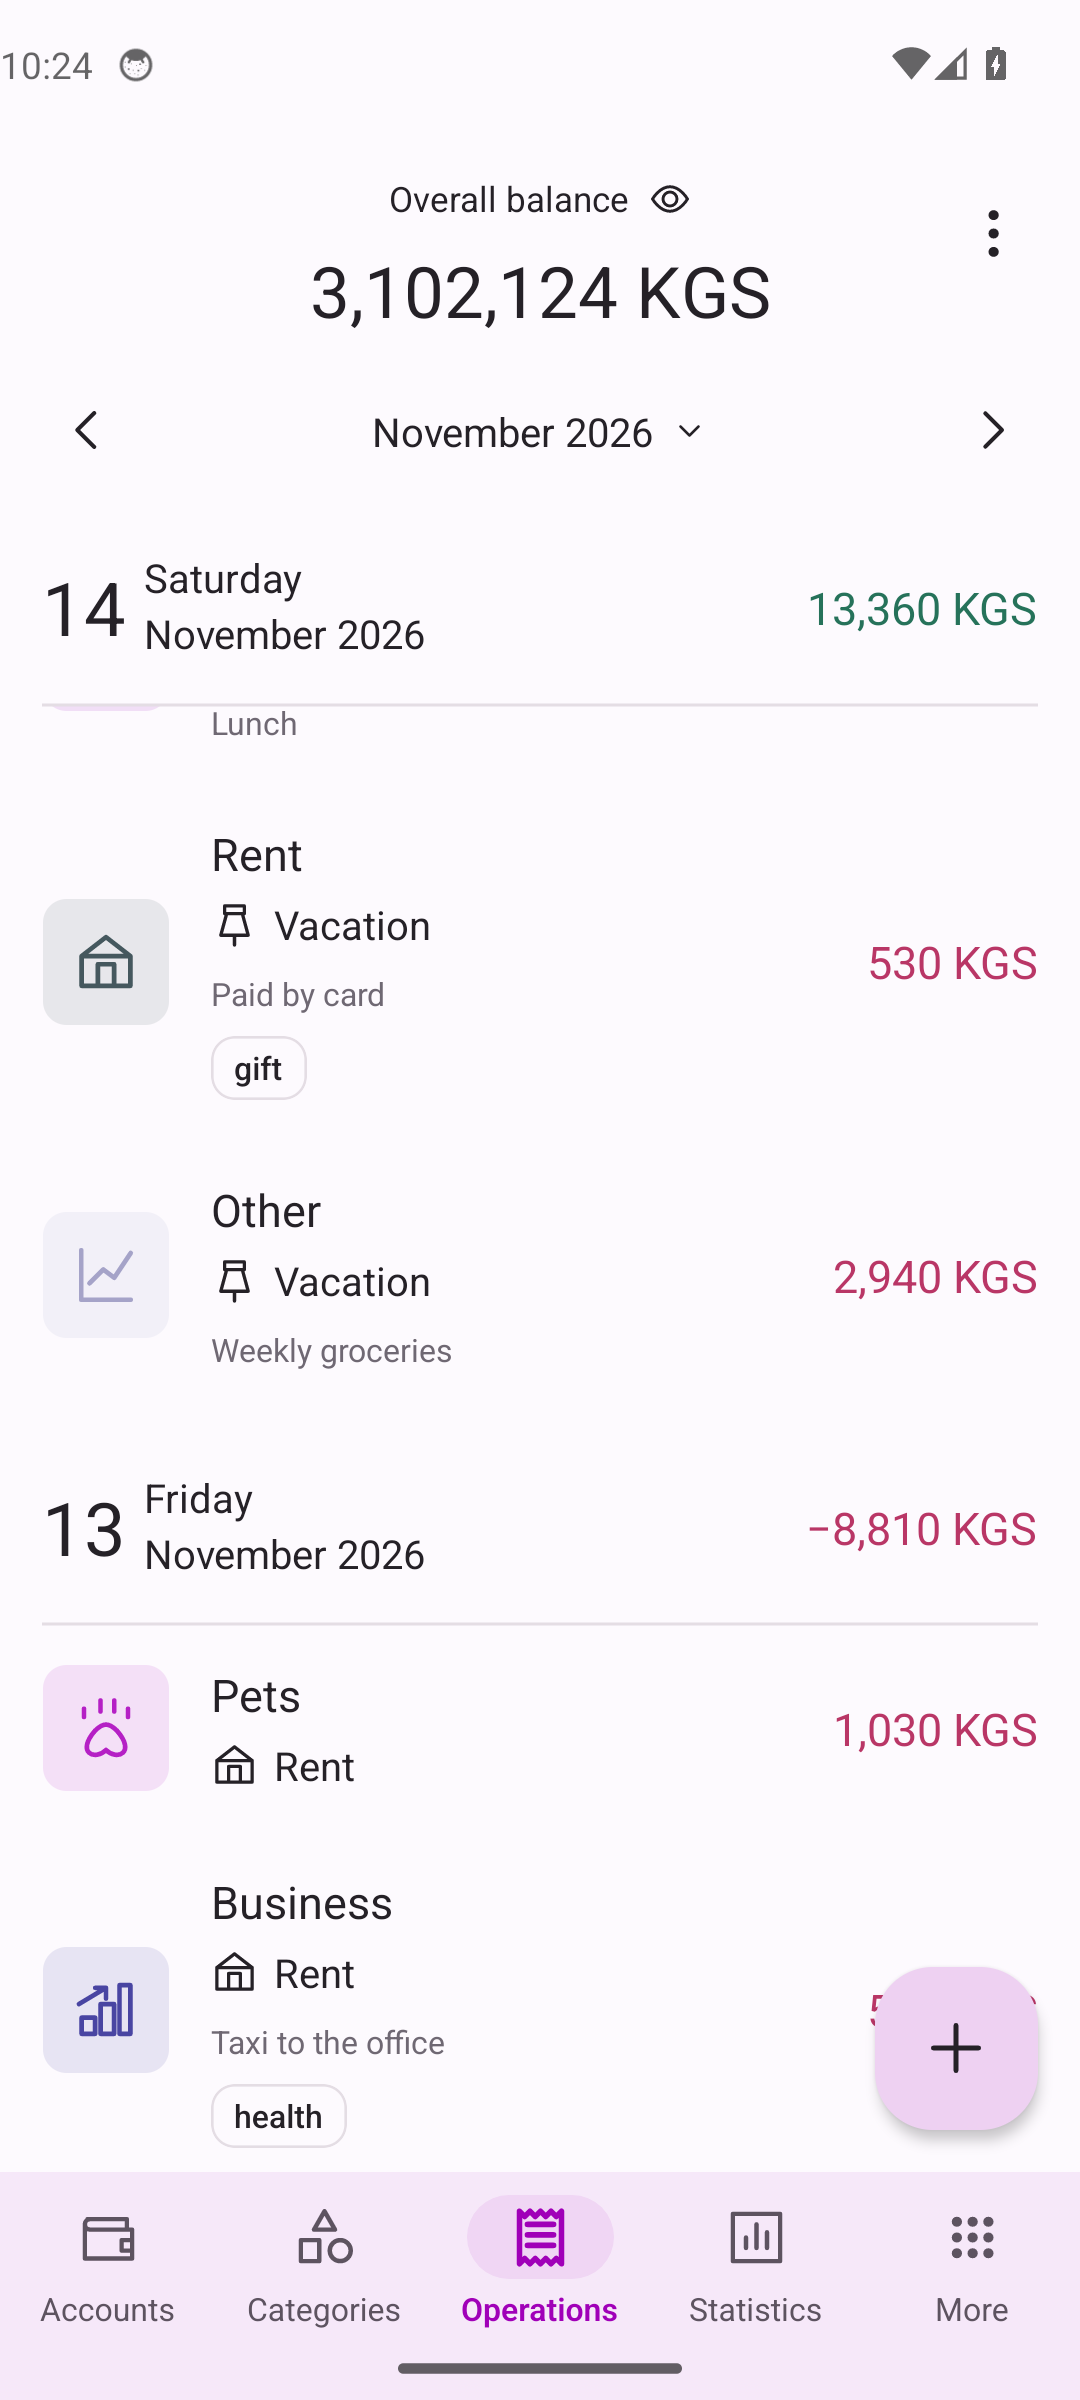 10:24
Overall balance
3,102,124 KGS
November 2026
14
Saturday
November 2026
13,360 KGS
Lunch
Rent
Vacation
530 KGS
Paid by card
gift
Other
Vacation
2,940 KGS
Weekly groceries
13
Friday
November 2026
−8,810 KGS
Pets
Rent
1,030 KGS
Business
Rent
Taxi to the office
health
Accounts
Categories
Operations
Statistics
More